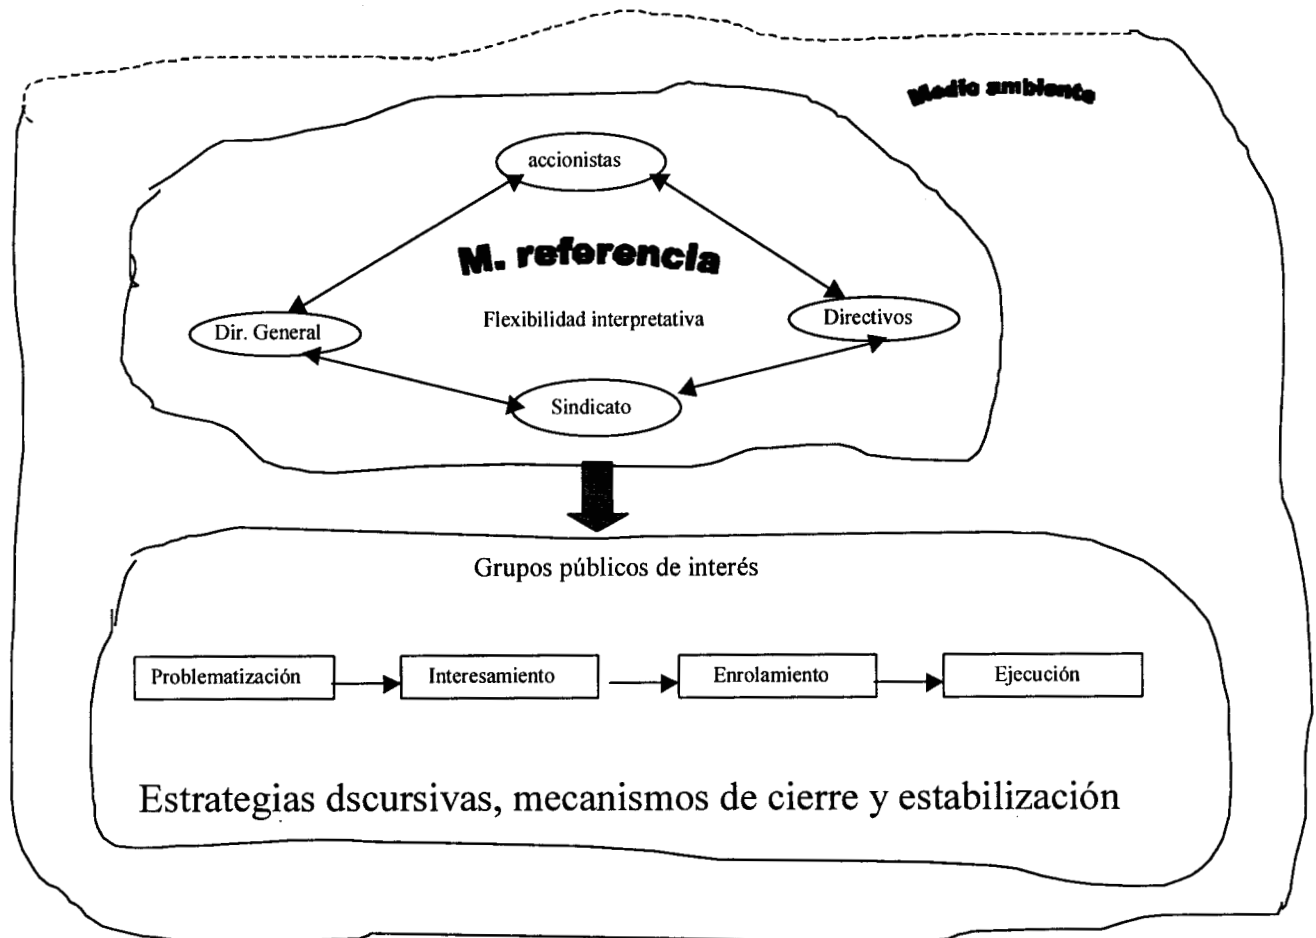 Medio ambiente
accionistas
M. referencia
Flexibilidad interpretativa
Dir. General
Directivos
Sindicato
Grupos públicos de interés
Problematización
Interesamiento
Enrolamiento
Ejecución
Estrategias dscursivas, mecanismos de cierre y estabilización